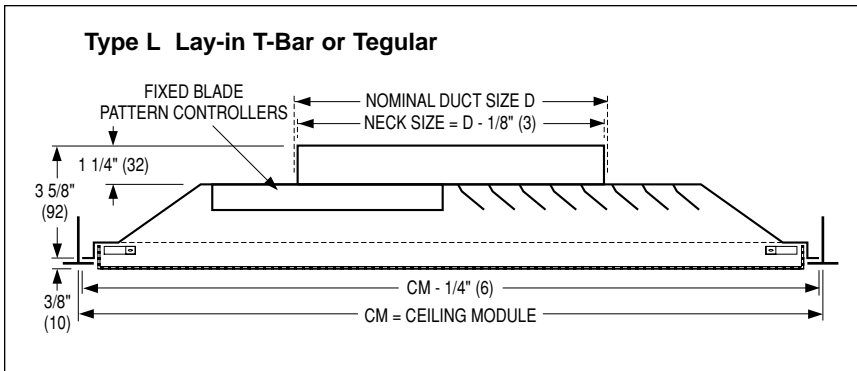 Type L Lay-in T-Bar or Tegular
FIXED BLADE
PATTERN CONTROLLERS
NOMINAL DUCT SIZE D
NECK SIZE = D - 1/8" (3)
1 1/4" (32)
3 5/8"
(92)
3/8"
(10)
CM - 1/4" (6)
CM = CEILING MODULE